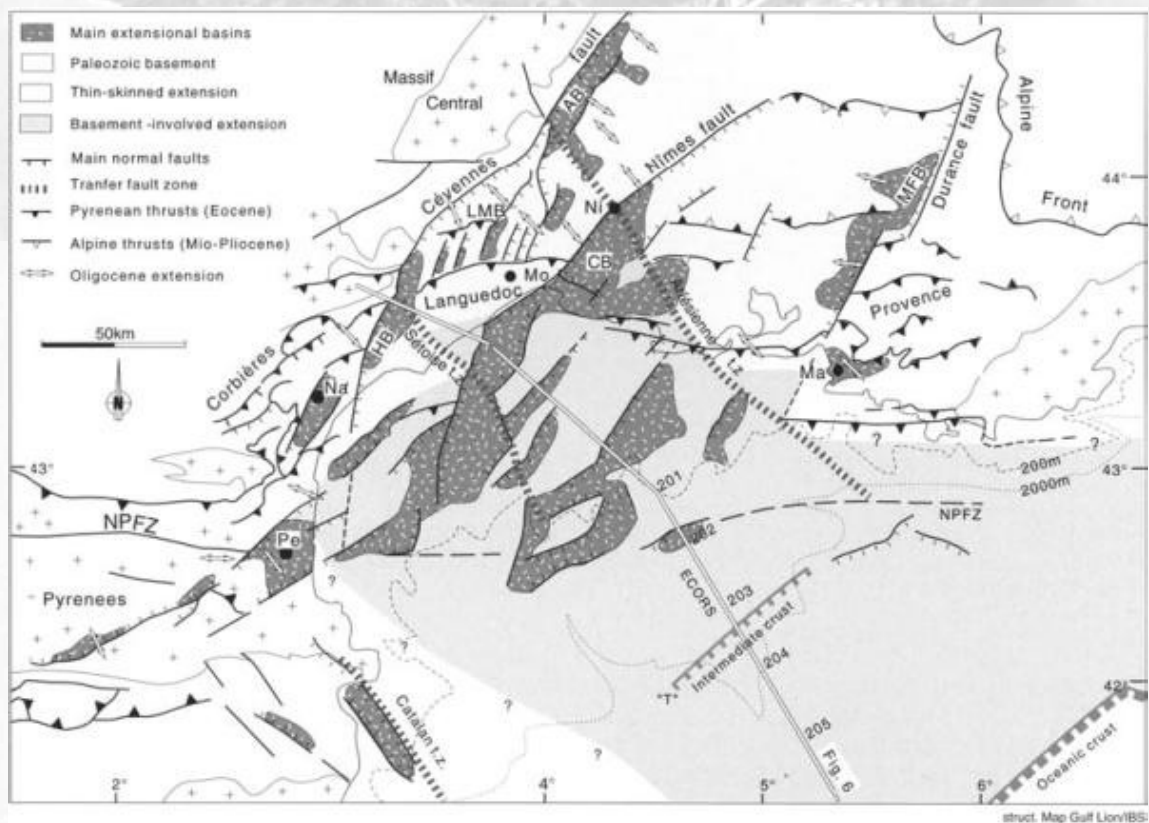 Main extensional basins
Paleozoic basement
Thin-skinned extension
Basement -involved extension
Main normal faults
Tranfer fault zone
Pyrenean thrusts (Eocene)
Alpine thrusts (Mio-Pliocene)
Oligocene extension
50km
N
Massif
Central
Cévennes
fault
AB
Nîmes fault
Durance fault
Alpine
Front
44°
MFB
LMB
Ni
CB
Mo
Languedoc
Arlésienne t.z.
Provence
HB
Sétoise t.z.
Corbières
Na
Ma
43°
43°
?
?
200m
2000m
201
NPFZ
NPFZ
Pe
202
?
Pyrenees
ECORS
203
Intermediate crust
204
"T"
?
42°
?
Catalan t.z.
205
?
Fig. 6
Oceanic crust
2°
4°
5°
6°
struct. Map Gulf Lion/IBS